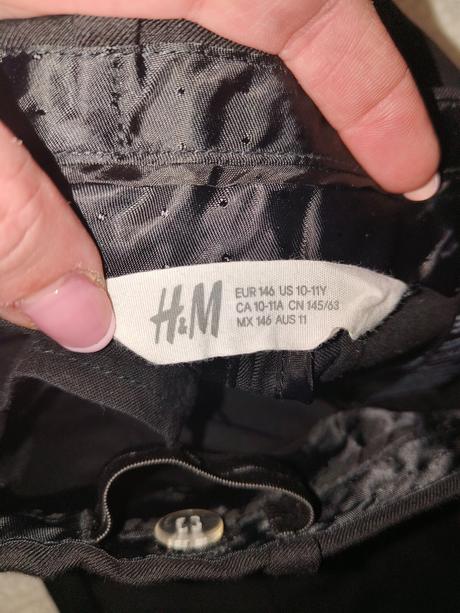 H&M
EUR 146 US 10-11Y
CA 10-11A CN 145/63
MX 146 AUS 11